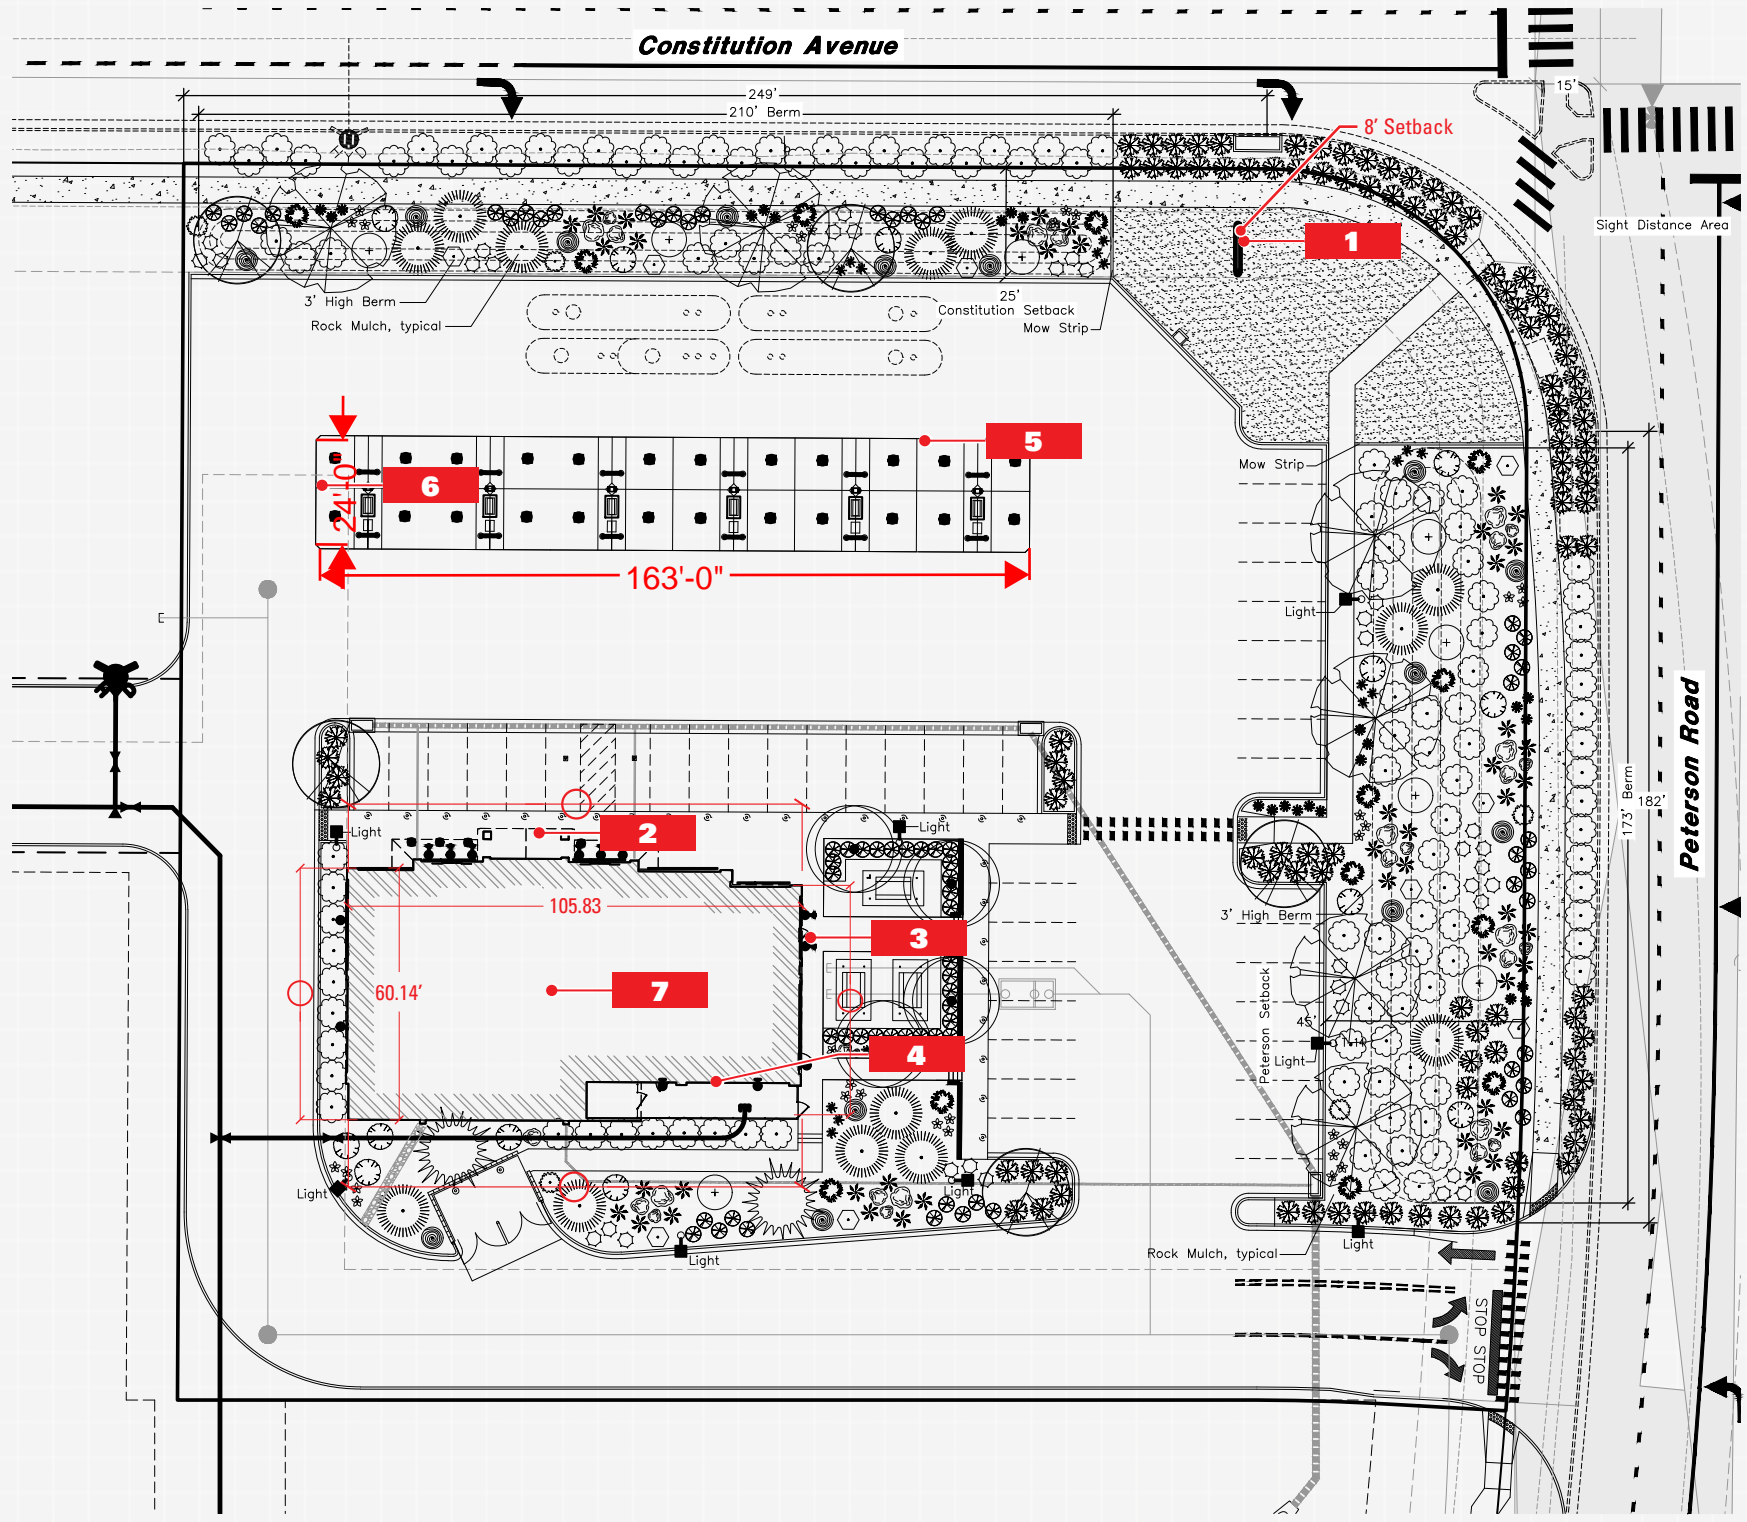 Constitution Avenue
249'
15'
210' Berm
8' Setback
1
Sight Distance Area
3' High Berm
25'
Constitution Setback
Rock Mulch, typical
Mow Strip
5
Mow Strip
6
24'-0
163'-0"
Light
E
Peterson Road
173' Berm
182'
Light
Light
2
105.83
3' High Berm
3
E
Peterson Setback
60.14'
7
E
45'
4
Light
Light
Light
Rock Mulch, typical
Light
Light
STOP STOP